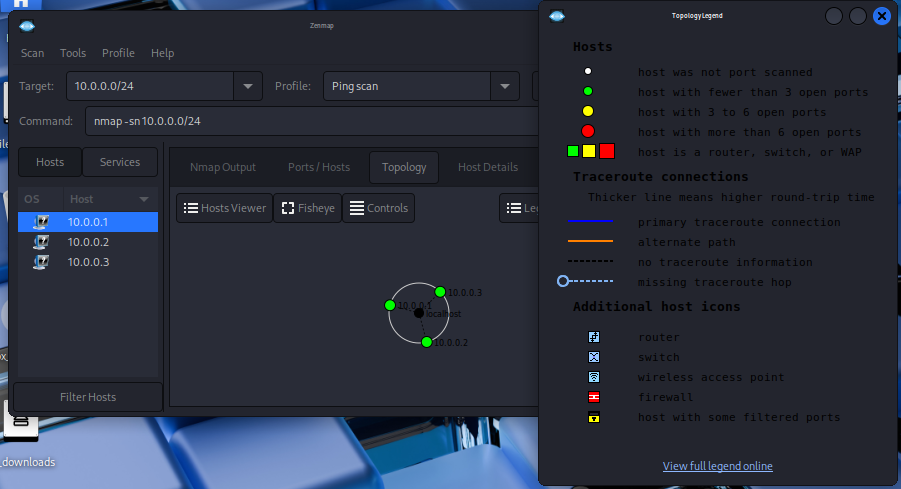 Zenmap
Scan Tools Profile Help
Target: 10.0.0.0/24 Profile: Ping scan
Command: nmap -sn 10.0.0.0/24
Hosts Services
OS Host
10.0.0.1
10.0.0.2
10.0.0.3
Filter Hosts
Nmap Output Ports / Hosts Topology Host Details
Hosts Viewer Fisheye Controls
10.0.0.3
10.0.0.1
localhost
10.0.0.2
_downloads
Topology Legend
Hosts
host was not port scanned
host with fewer than 3 open ports
host with 3 to 6 open ports
host with more than 6 open ports
host is a router, switch, or WAP
Traceroute connections
Thicker line means higher round-trip time
primary traceroute connection
alternate path
no traceroute information
missing traceroute hop
Additional host icons
router
switch
wireless access point
firewall
host with some filtered ports
View full legend online